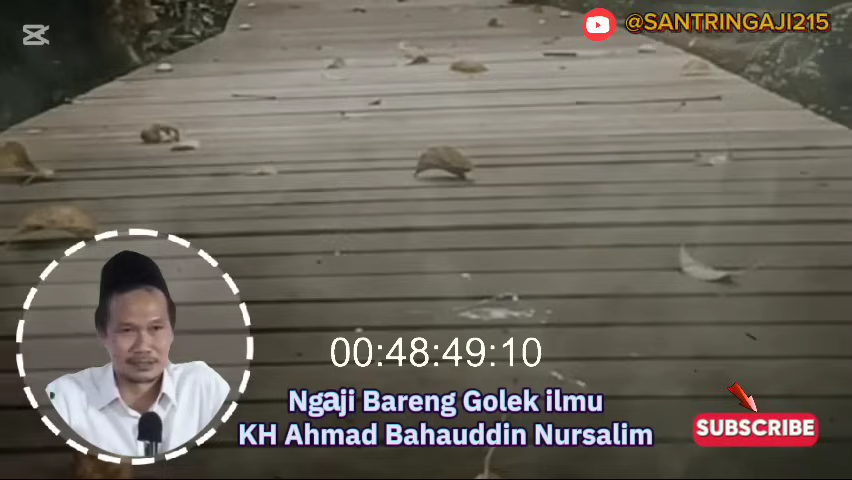 @SANTRINGAJI215
00:48:49:10
Ngaji Bareng Golek ilmu
KH Ahmad Bahauddin Nursalim
SUBSCRIBE